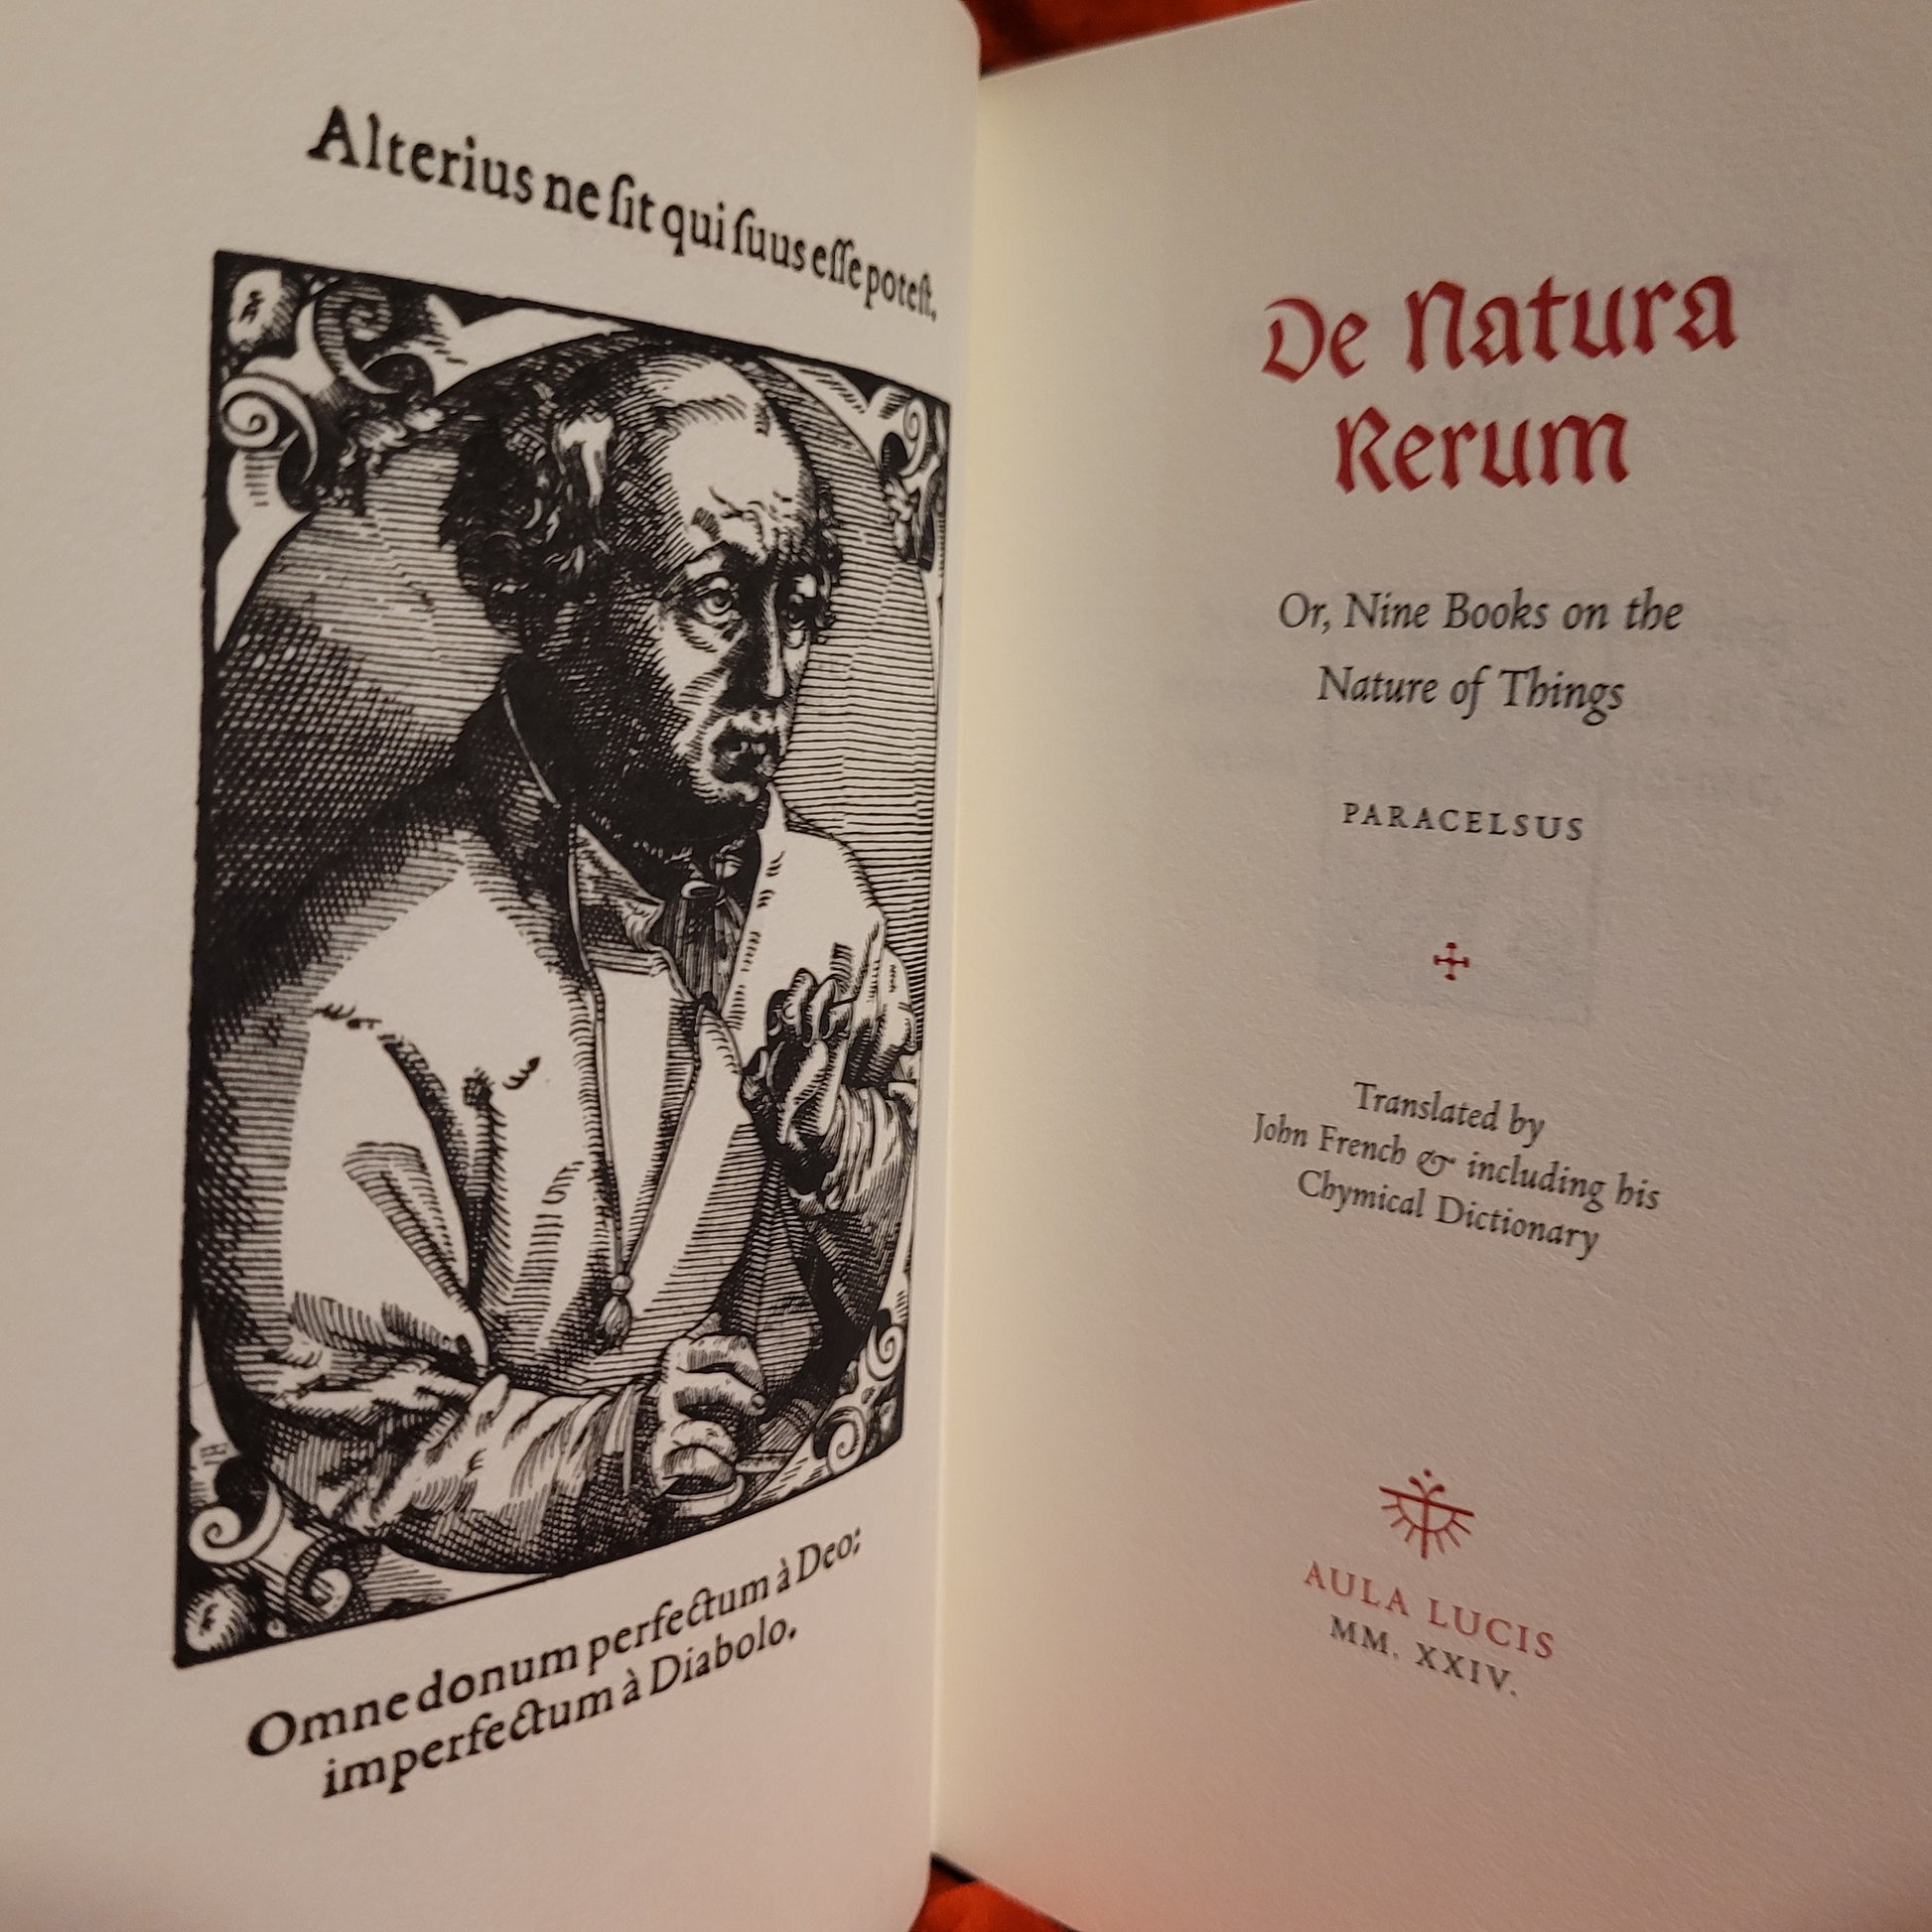 Alterius ne ſit qui ſuus eſſe poteſt.
Omne donum perfectum à Deo:
imperfectum à Diabolo.
De Natura
Rerum
Or, Nine Books on the
Nature of Things
PARACELSUS
Translated by
John French & including his
Chymical Dictionary
AULA LUCIS
MM. XXIV.